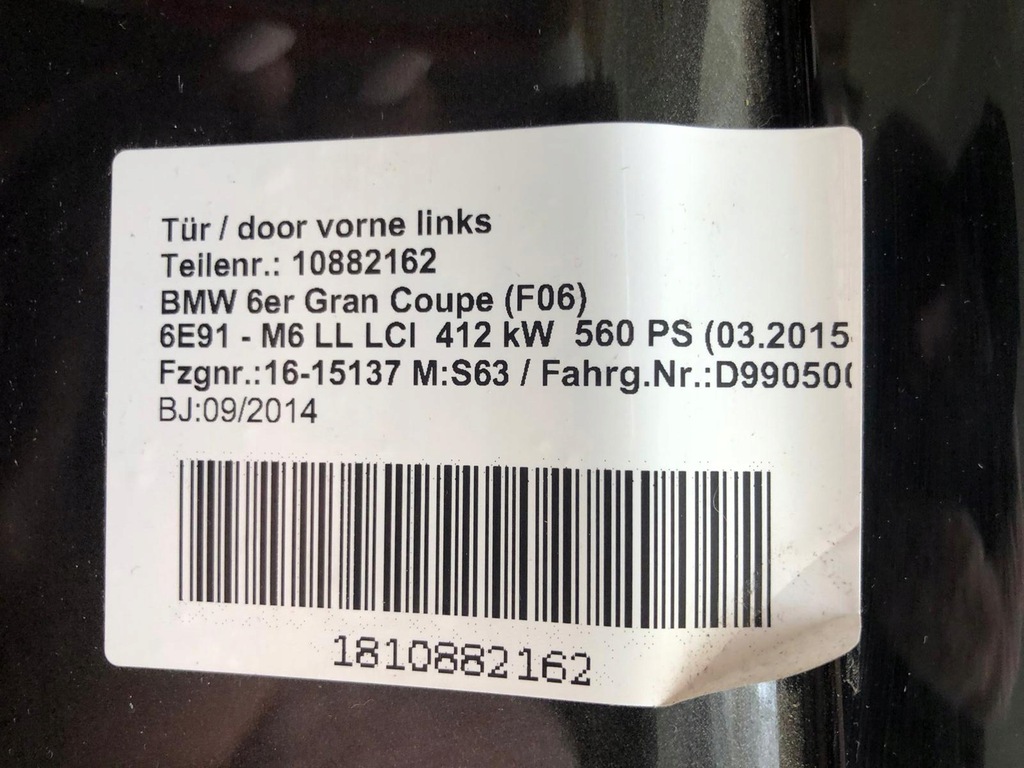 Tür / door vorne links
Teilenr.: 10882162
BMW 6er Gran Coupe (F06)
6E91 - M6 LL LCI 412 kW 560 PS (03.2015
Fzgnr.:16-15137 M:S63 / Fahrg.Nr.:D990500
BJ:09/2014
1810882162